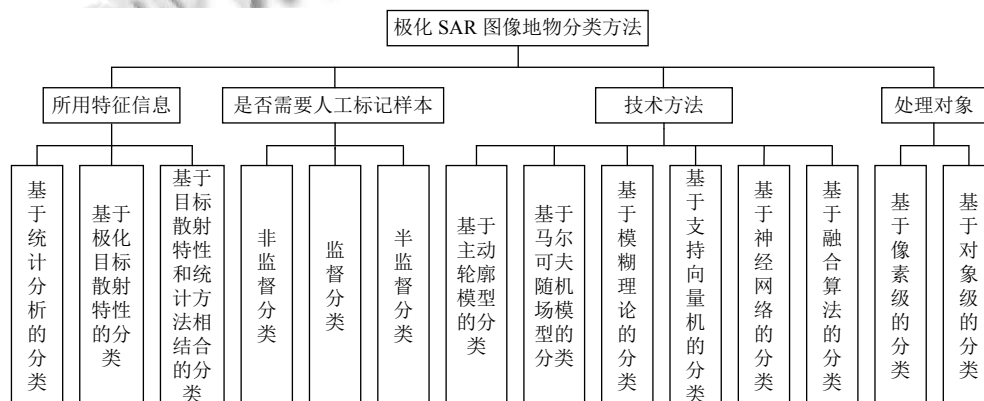 极化 SAR 图像地物分类方法
所用特征信息
是否需要人工标记样本
技术方法
处理对象
基于统计分析的分类
基于极化目标散射特性的分类
基于目标散射特性和统计方法相结合的分类
非监督分类
监督分类
半监督分类
基于主动轮廓模型的分类
基于马尔可夫随机场模型的分类
基于模糊理论的分类
基于支持向量机的分类
基于神经网络的分类
基于融合算法的分类
基于像素级的分类
基于对象级的分类